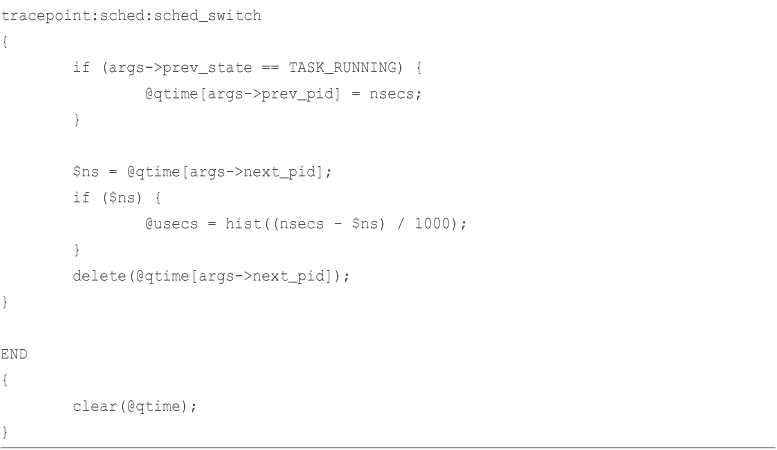 tracepoint:sched:sched_switch
{
        if (args->prev_state == TASK_RUNNING) {
                @qtime[args->prev_pid] = nsecs;
        }

        $ns = @qtime[args->next_pid];
        if ($ns) {
                @usecs = hist((nsecs - $ns) / 1000);
        }
        delete(@qtime[args->next_pid]);
}

END
{
        clear(@qtime);
}